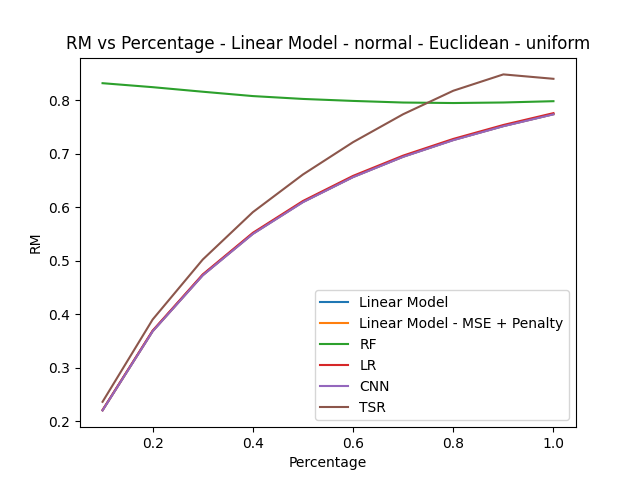 RM vs Percentage - Linear Model - normal - Euclidean - uniform
RM
0.8
0.7
0.6
0.5
0.4
0.3
0.2
Linear Model
Linear Model - MSE + Penalty
RF
LR
CNN
TSR
0.2 0.4 0.6 0.8 1.0
Percentage